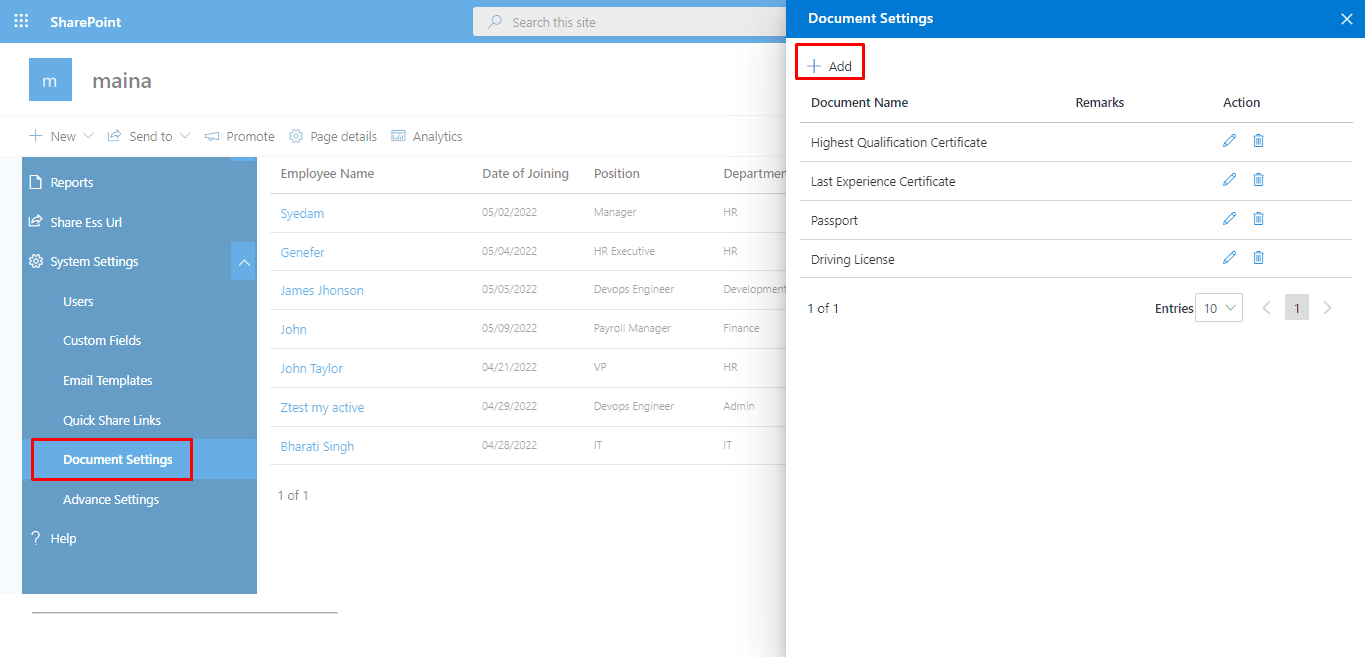 SharePoint
Search this site
m maina
New Send to Promote Page details Analytics
Reports
Share Ess Url
System Settings
Users
Custom Fields
Email Templates
Quick Share Links
Document Settings
Advance Settings
? Help
Employee Name Date of Joining Position Departmen
Syedam 05/02/2022 Manager HR
Genefer 05/04/2022 HR Executive HR
James Jhonson 05/05/2022 Devops Engineer Development
John 05/09/2022 Payroll Manager Finance
John Taylor 04/21/2022 VP HR
Ztest my active 04/29/2022 Devops Engineer Admin
Bharati Singh 04/28/2022 IT IT
1 of 1
Document Settings
Add
Document Name Remarks Action
Highest Qualification Certificate
Last Experience Certificate
Passport
Driving License
1 of 1 Entries 10 1